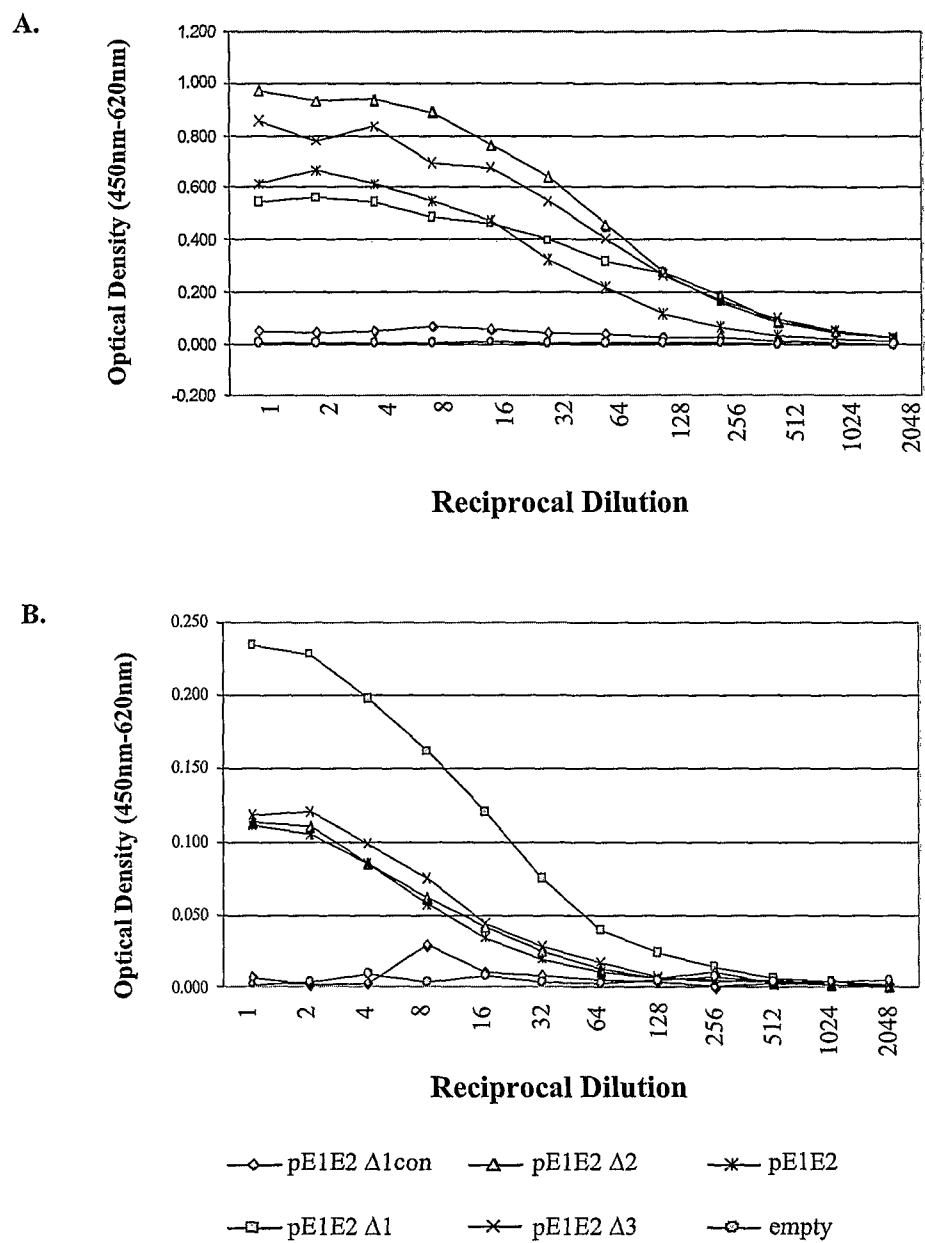 A.
Optical Density (450nm-620nm)
1.200
1.000
0.800
0.600
0.400
0.200
0.000
-0.200
1 2 4 8 16 32 64 128 256 512 1024 2048
Reciprocal Dilution
B.
Optical Density (450nm-620nm)
0.250
0.200
0.150
0.100
0.050
0.000
1 2 4 8 16 32 64 128 256 512 1024 2048
Reciprocal Dilution
pE1E2 Δ1con pE1E2 Δ2 pE1E2
pE1E2 Δ1 pE1E2 Δ3 empty